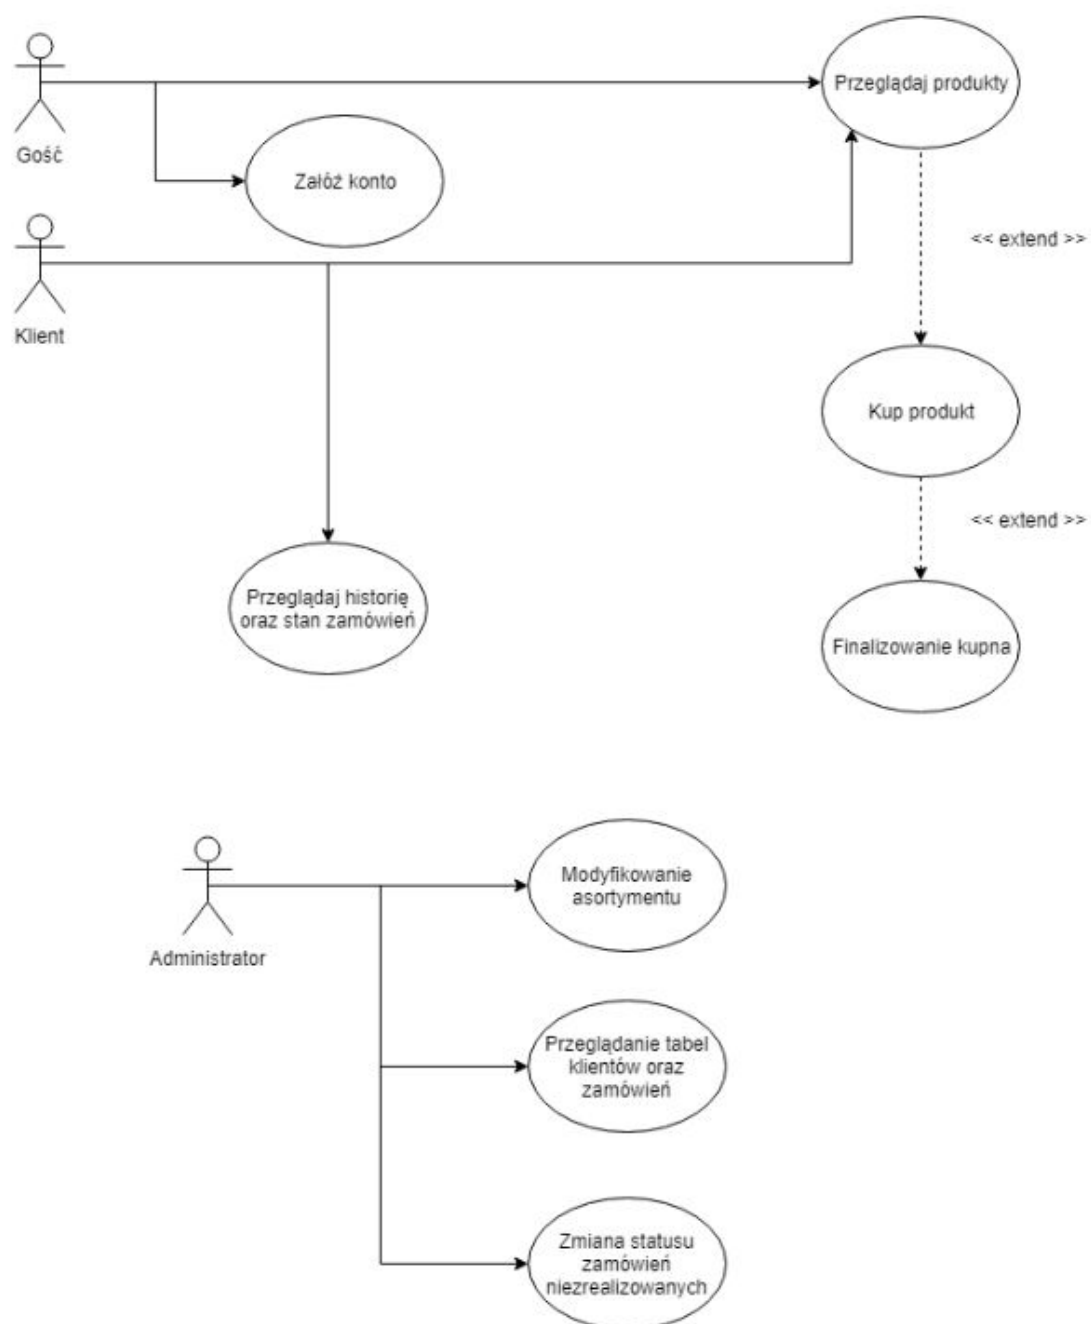 Przeglądaj produkty
Gość
Załóż konto
<< extend >>
Klient
Kup produkt
<< extend >>
Przeglądaj historię
oraz stan zamówień
Finalizowanie kupna
Modyfikowanie
asortymentu
Administrator
Przeglądanie tabel
klientów oraz
zamówień
Zmiana statusu
zamówień
niezrealizowanych